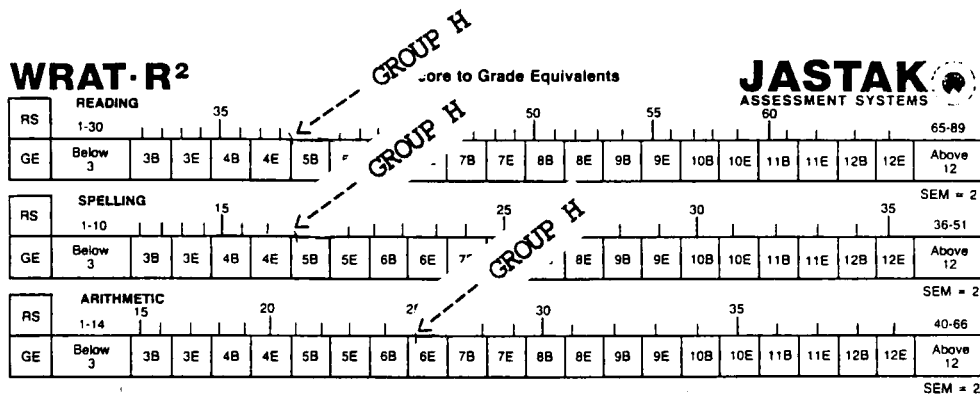 GROUP H
WRAT-R²
to Grade Equivalents
JASTAK
ASSESSMENT SYSTEMS
RS READING 1-30 35 50 55 60 65-89
GE Below 3 3B 3E 4B 4E 5B 7B 7E 8B 8E 9B 9E 10B 10E 11B 11E 12B 12E Above 12
GROUP H
SEM = 2
RS SPELLING 1-10 15 25 30 35 36-51
GE Below 3 3B 3E 4B 4E 5B 5E 6B 6E 8E 9B 9E 10B 10E 11B 11E 12B 12E Above 12
GROUP H
SEM = 2
RS ARITHMETIC 1-14 15 20 25 30 35 40-66
GE Below 3 3B 3E 4B 4E 5B 5E 6B 6E 7B 7E 8B 8E 9B 9E 10B 10E 11B 11E 12B 12E Above 12
SEM = 2